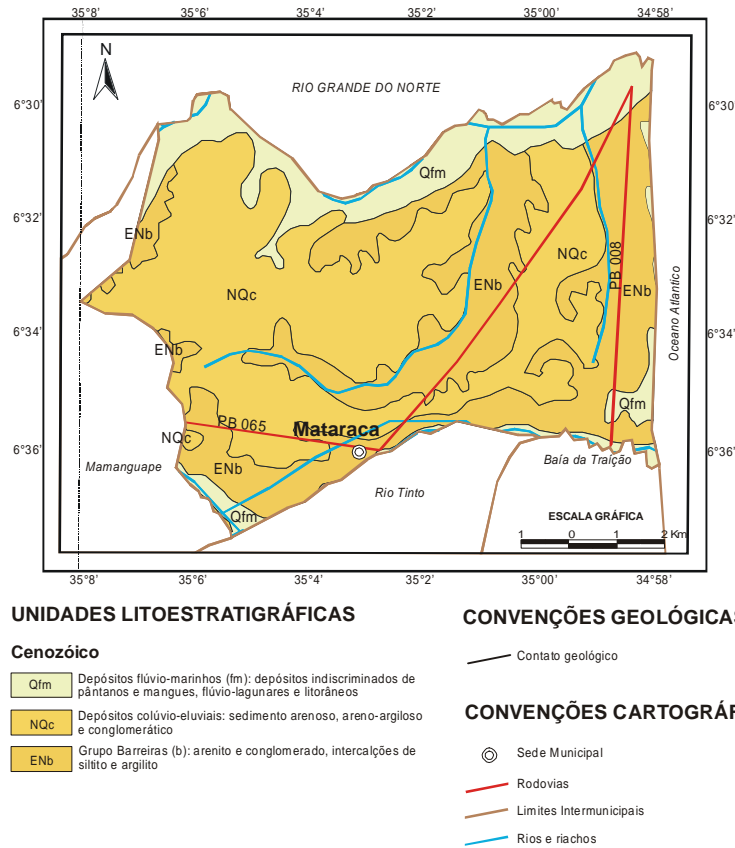 35°8' 35°6' 35°4' 35°2' 35°00' 34°58'
N
RIO GRANDE DO NORTE
6°30' 6°30'
Qfm
6°32' 6°32'
ENb
NQc
PB 008
NQc
ENb
ENb
Oceano Atlantico
6°34' 6°34'
ENb
Qfm
PB 065
Mataraca
NQc
6°36' 6°36'
Mamanguape
ENb
Baía da Traição
Rio Tinto
Qfm
ESCALA GRÁFICA
1 0 1 2 Km
35°8' 35°6' 35°4' 35°2' 35°00' 34°58'
UNIDADES LITOESTRATIGRÁFICAS
Cenozóico
Qfm Depósitos flúvio-marinhos (fm): depósitos indiscriminados de
pântanos e mangues, flúvio-lagunares e litorâneos
NQc Depósitos colúvio-eluviais: sedimento arenoso, areno-argiloso
e conglomerático
ENb Grupo Barreiras (b): arenito e conglomerado, intercalções de
siltito e argilito
CONVENÇÕES GEOLÓGICAS
Contato geológico
CONVENÇÕES CARTOGRÁF
Sede Municipal
Rodovias
Limites Intermunicipais
Rios e riachos